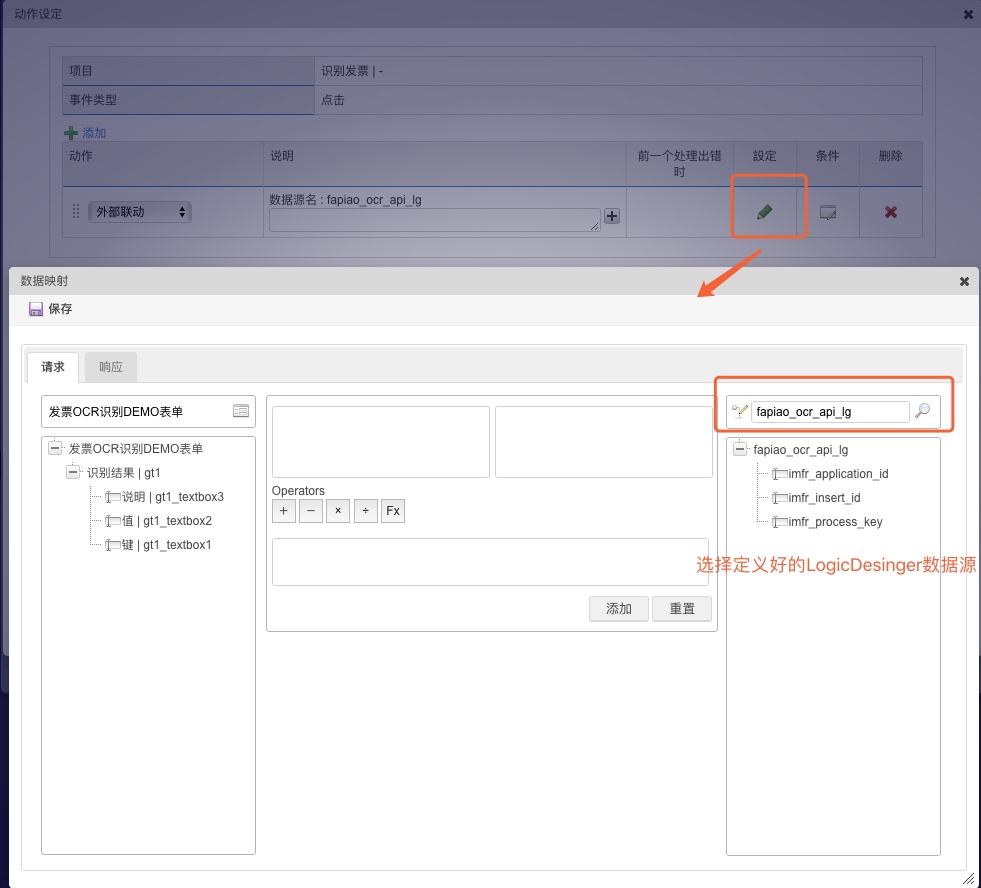 动作设定
项目
识别发票 | -
事件类型
点击
添加
动作
说明
前一个处理出错时
設定
条件
删除
外部联动
数据源名 : fapiao_ocr_api_lg
数据映射
保存
请求
响应
发票OCR识别DEMO表单
发票OCR识别DEMO表单
识别结果 | gt1
说明 | gt1_textbox3
值 | gt1_textbox2
键 | gt1_textbox1
Operators
+ − × ÷ Fx
添加
重置
fapiao_ocr_api_lg
fapiao_ocr_api_lg
imfr_application_id
imfr_insert_id
imfr_process_key
选择定义好的LogicDesinger数据源